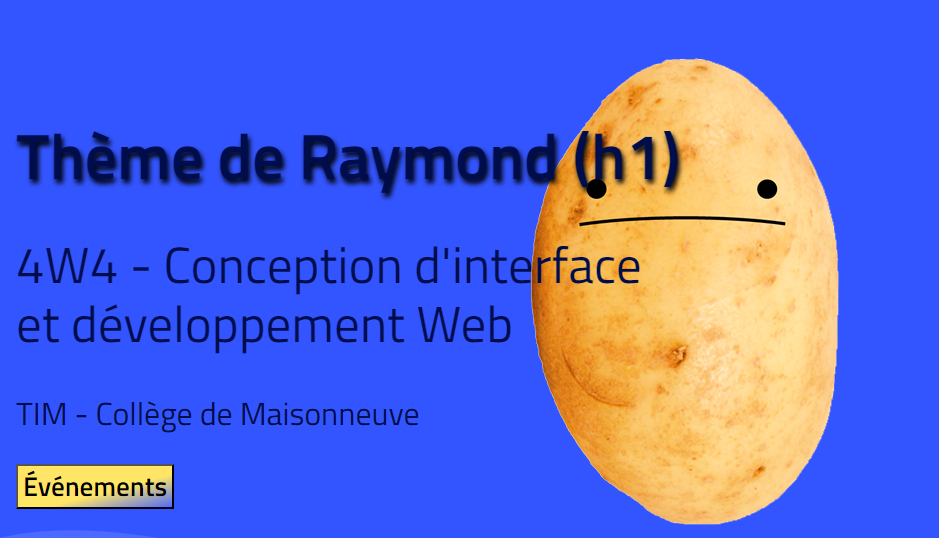 Thème de Raymond (h1)
4W4 - Conception d'interface
et développement Web
TIM - Collège de Maisonneuve
Événements